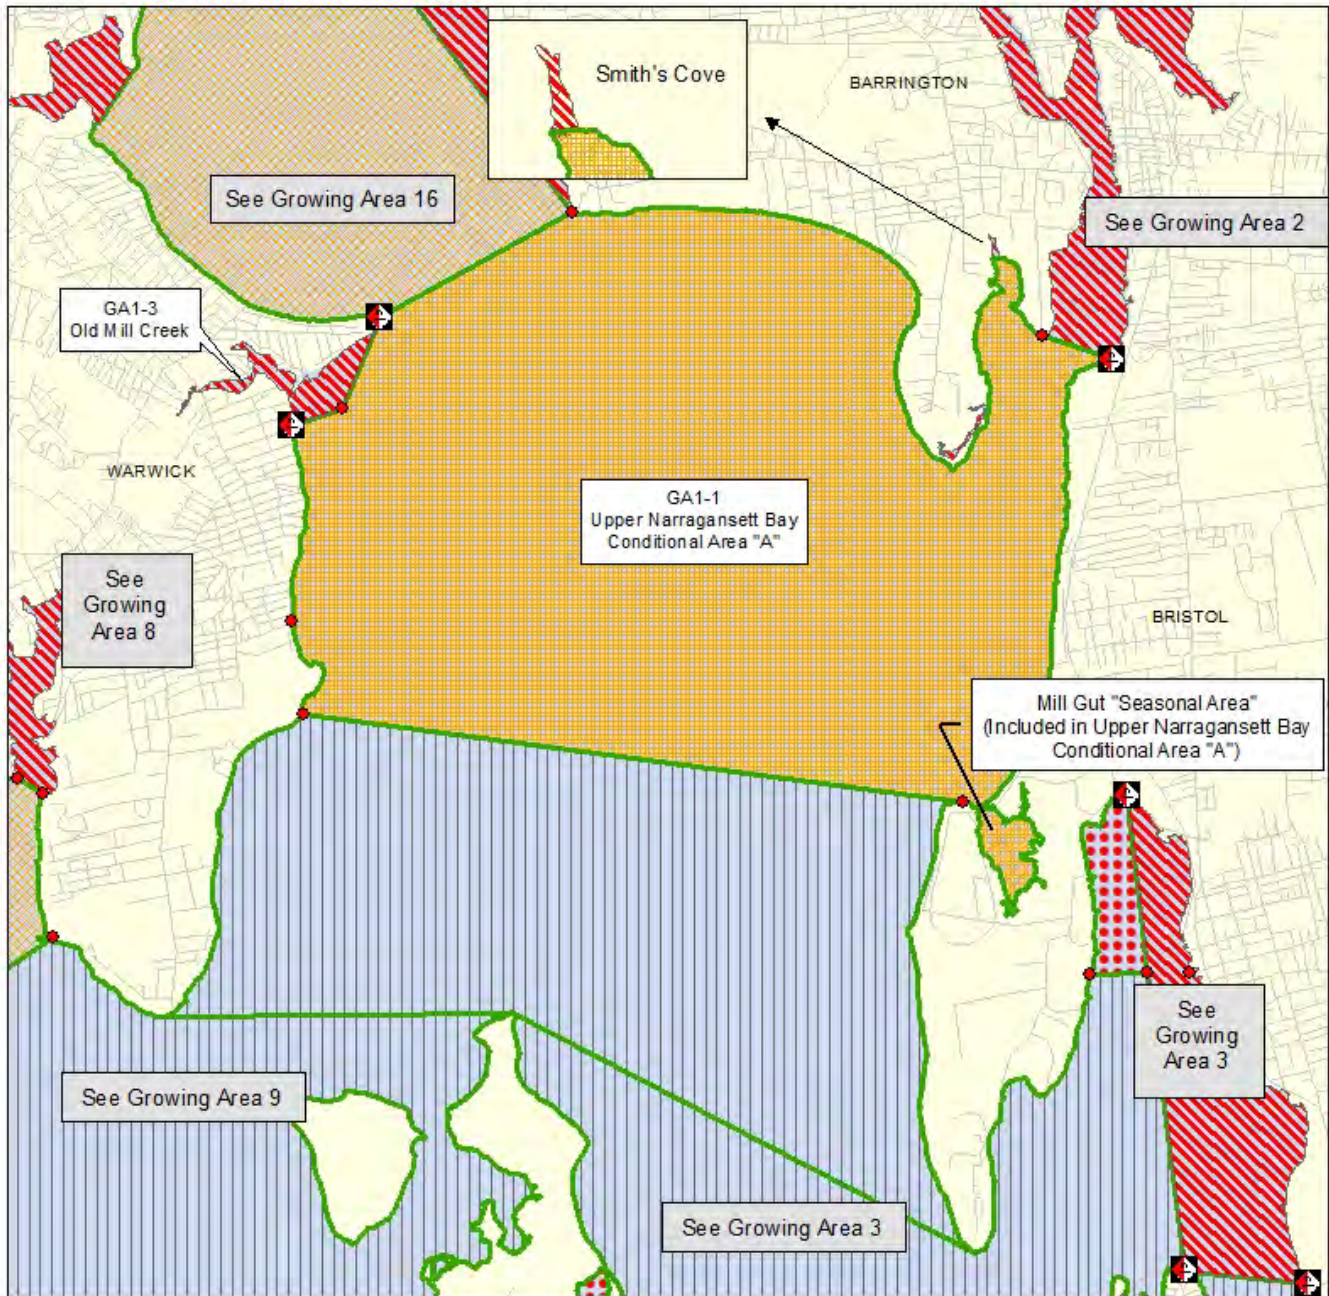 Smith's Cove
BARRINGTON
See Growing Area 16
See Growing Area 2
GA1-3
Old Mill Creek
WARWICK
GA1-1
Upper Narragansett Bay
Conditional Area "A"
See
Growing
Area 8
BRISTOL
Mill Gut "Seasonal Area"
(Included in Upper Narragansett Bay
Conditional Area "A")
See
Growing
Area 3
See Growing Area 9
See Growing Area 3